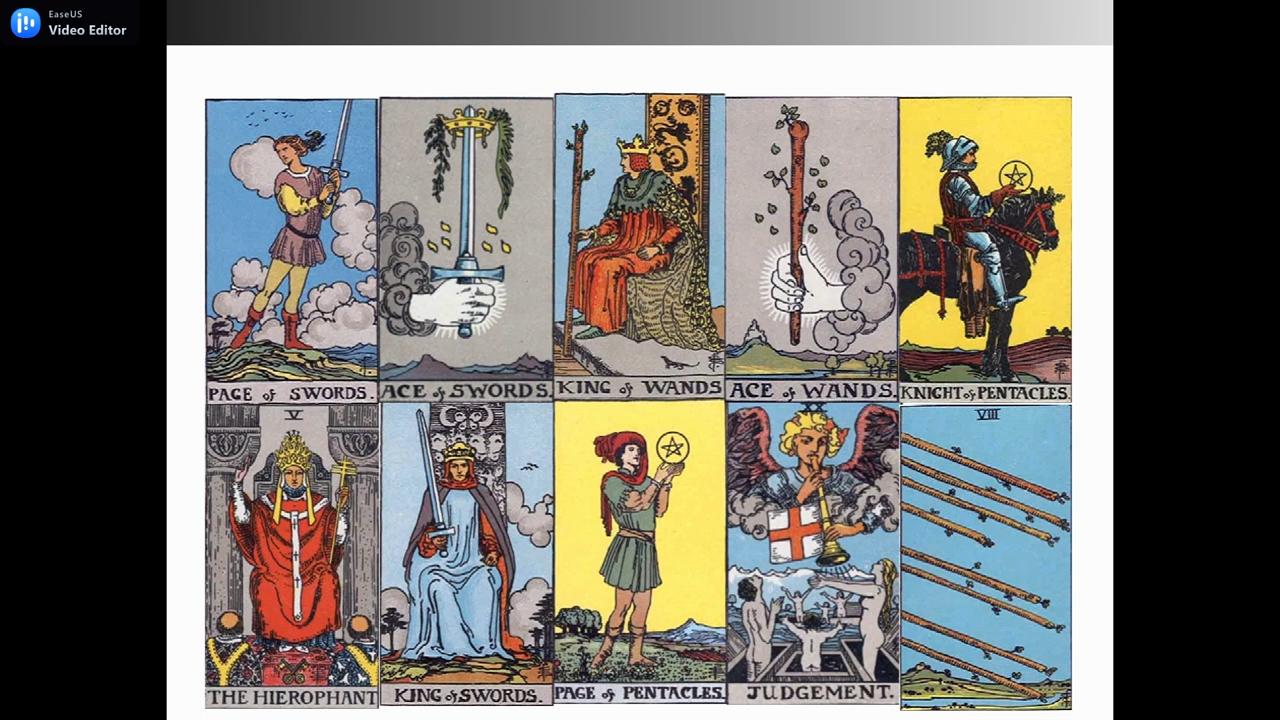 EaseUS
Video Editor
PAGE of SWORDS.
ACE of SWORDS.
KING of WANDS
ACE of WANDS.
KNIGHT of PENTACLES.
V
XX
VIII
THE HIEROPHANT
KING of SWORDS.
PAGE of PENTACLES.
JUDGEMENT.